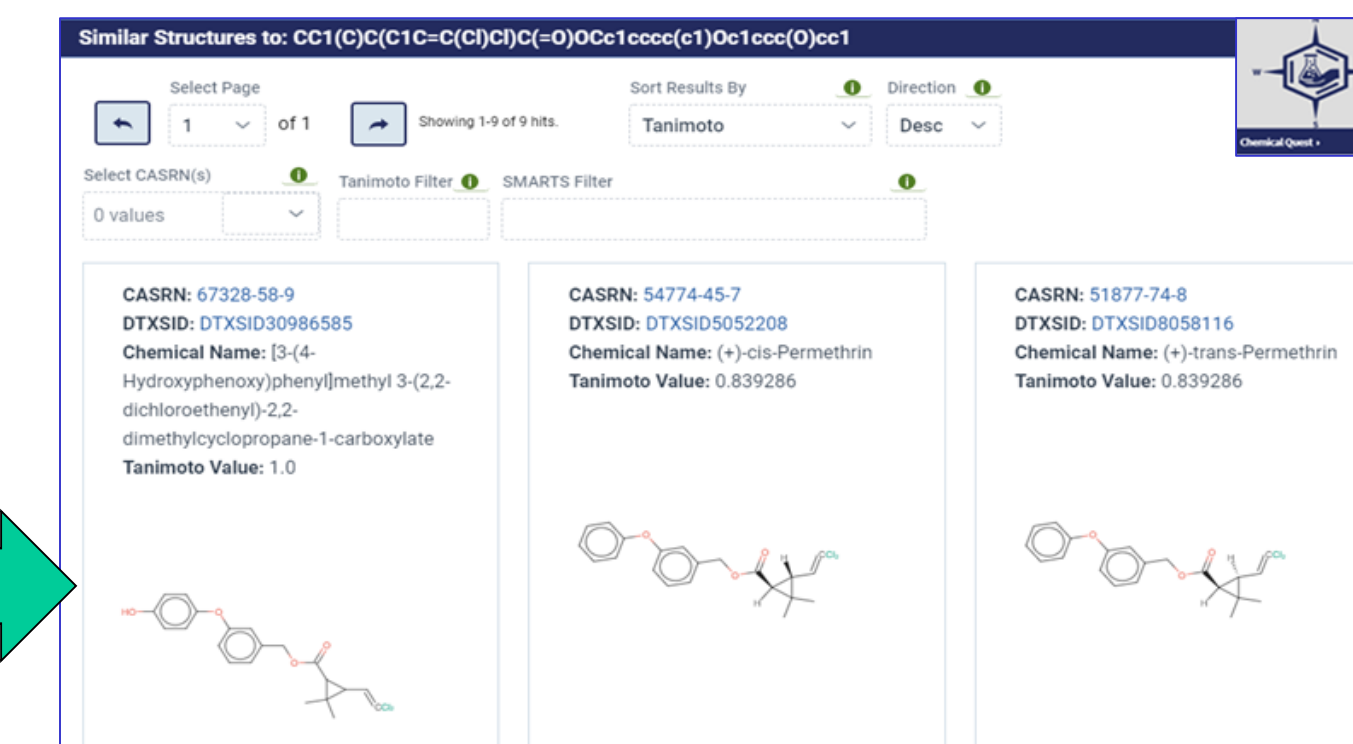 Similar Structures to: CC1(C)C(C1C=C(Cl)Cl)C(=O)OCc1cccc(c1)Oc1ccc(O)cc1
Select Page
1
of 1
Showing 1-9 of 9 hits.
Sort Results By
Tanimoto
Direction
Desc
Chemical Quest ›
Select CASRN(s)
0 values
Tanimoto Filter
SMARTS Filter
CASRN: 67328-58-9
DTXSID: DTXSID30986585
Chemical Name: [3-(4-
Hydroxyphenoxy)phenyl]methyl 3-(2,2-
dichloroethenyl)-2,2-
dimethylcyclopropane-1-carboxylate
Tanimoto Value: 1.0
HO
O
O
O
CCl₂
CASRN: 54774-45-7
DTXSID: DTXSID5052208
Chemical Name: (+)-cis-Permethrin
Tanimoto Value: 0.839286
O
O
O
H
H
CCl₂
CASRN: 51877-74-8
DTXSID: DTXSID8058116
Chemical Name: (+)-trans-Permethrin
Tanimoto Value: 0.839286
O
O
O
H
H
CCl₂